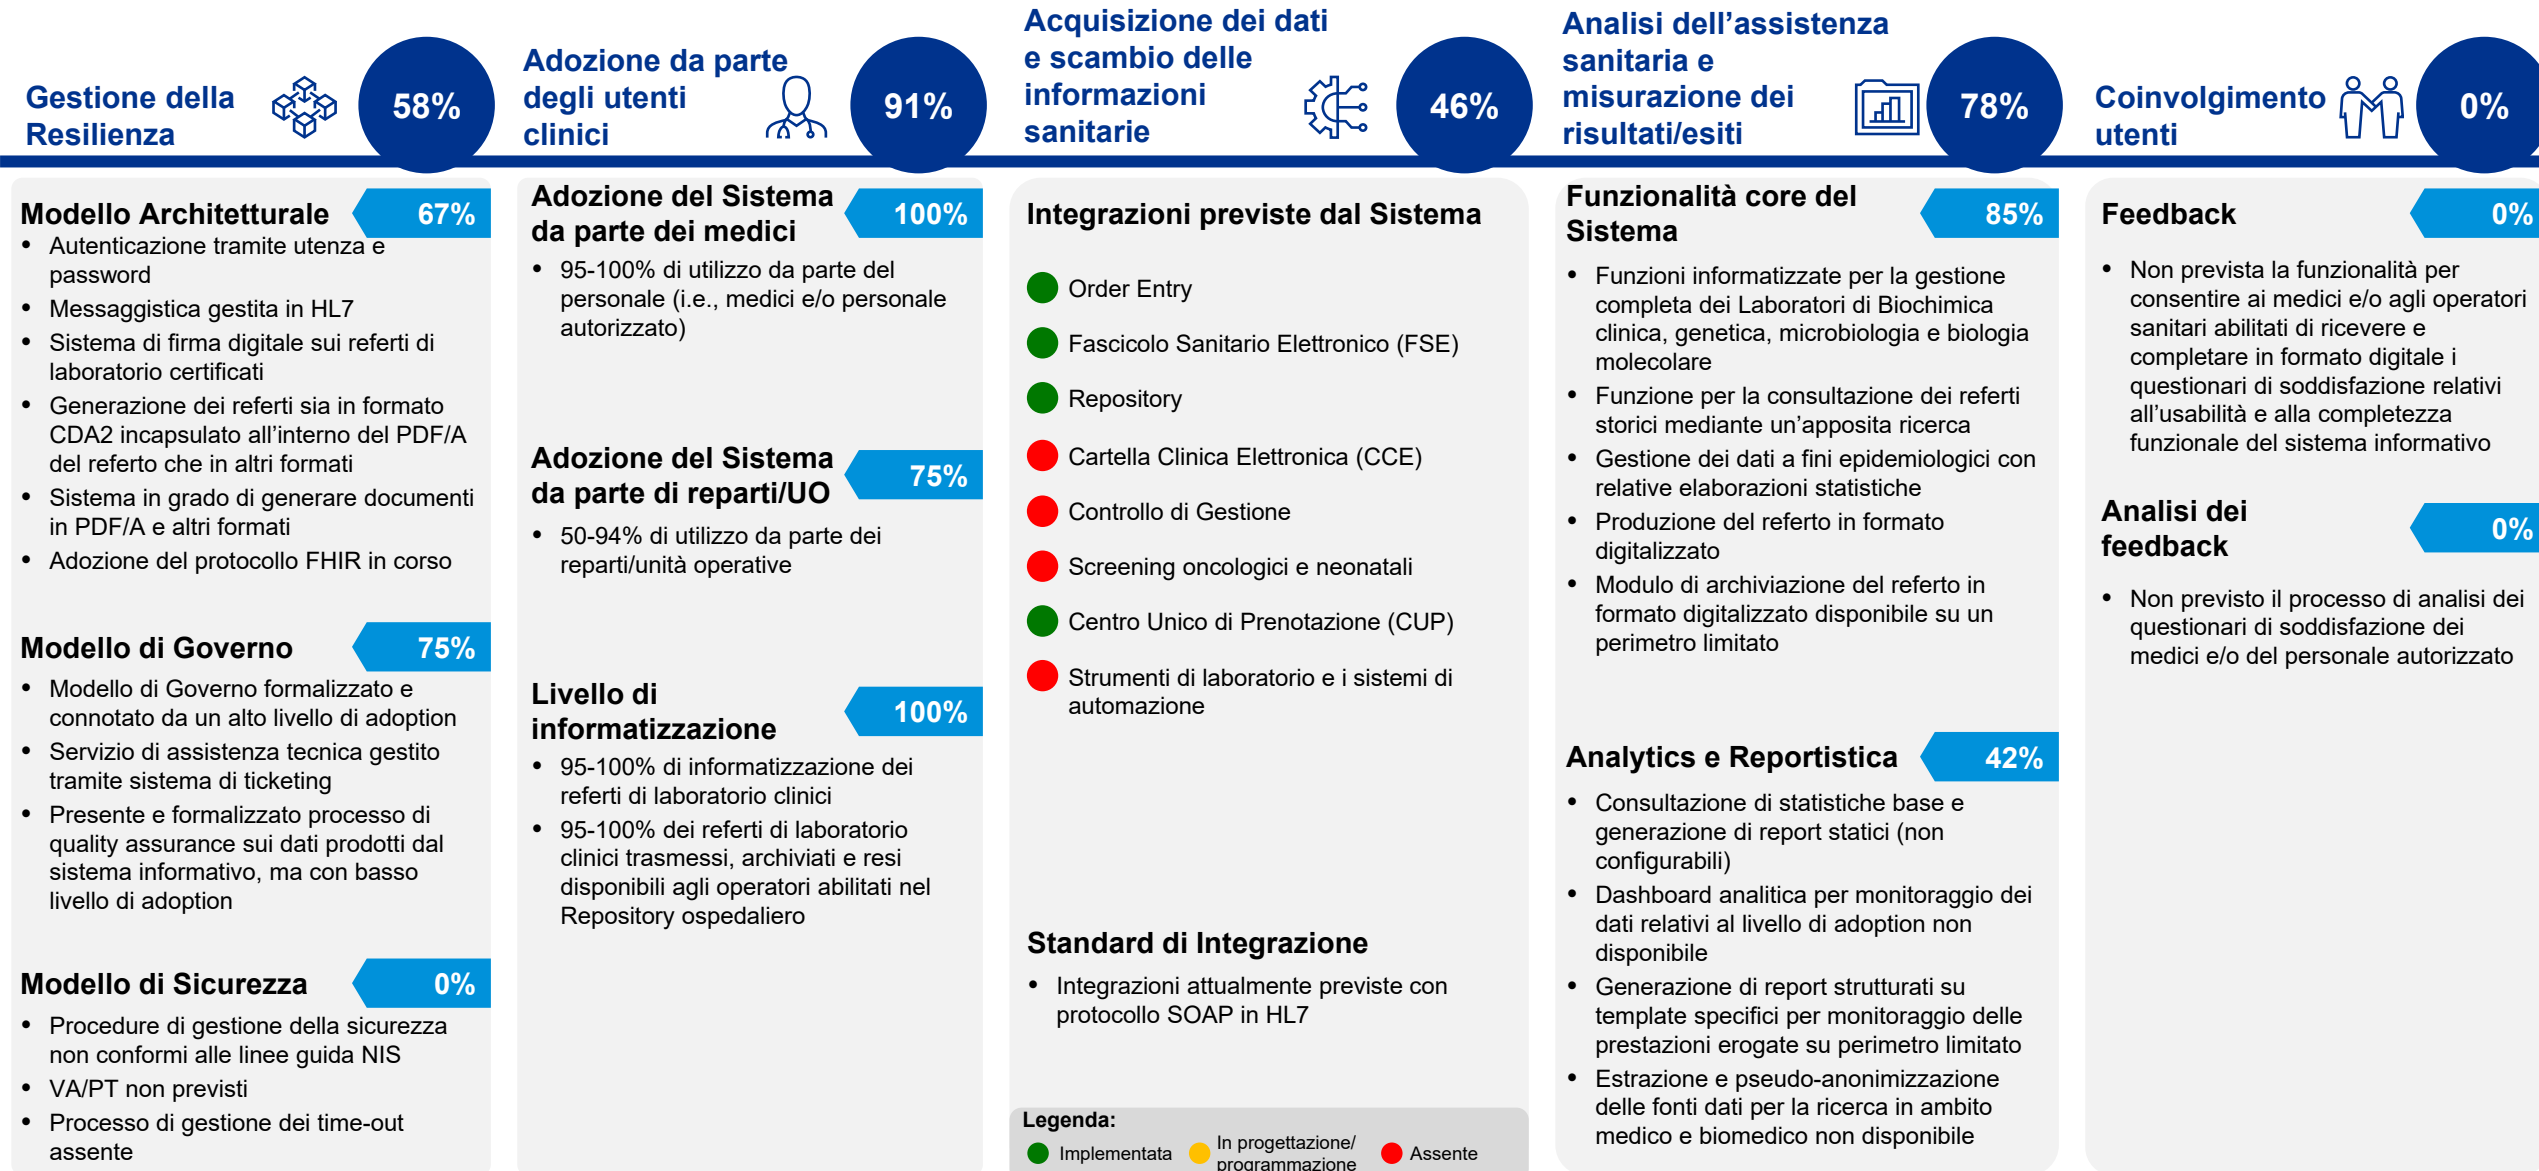 Gestione della
Resilienza
58%
Adozione da parte
degli utenti
clinici
91%
Acquisizione dei dati
e scambio delle
informazioni
sanitarie
46%
Analisi dell’assistenza
sanitaria e
misurazione dei
risultati/esiti
78%
Coinvolgimento
utenti
0%
Modello Architetturale
67%
• Autenticazione tramite utenza e
password
• Messaggistica gestita in HL7
• Sistema di firma digitale sui referti di
laboratorio certificati
• Generazione dei referti sia in formato
CDA2 incapsulato all’interno del PDF/A
del referto che in altri formati
• Sistema in grado di generare documenti
in PDF/A e altri formati
• Adozione del protocollo FHIR in corso
Modello di Governo
75%
• Modello di Governo formalizzato e
connotato da un alto livello di adoption
• Servizio di assistenza tecnica gestito
tramite sistema di ticketing
• Presente e formalizzato processo di
quality assurance sui dati prodotti dal
sistema informativo, ma con basso
livello di adoption
Modello di Sicurezza
0%
• Procedure di gestione della sicurezza
non conformi alle linee guida NIS
• VA/PT non previsti
• Processo di gestione dei time-out
assente
Adozione del Sistema
da parte dei medici
100%
• 95-100% di utilizzo da parte del
personale (i.e., medici e/o personale
autorizzato)
Adozione del Sistema
da parte di reparti/UO
75%
• 50-94% di utilizzo da parte dei
reparti/unità operative
Livello di
informatizzazione
100%
• 95-100% di informatizzazione dei
referti di laboratorio clinici
• 95-100% dei referti di laboratorio
clinici trasmessi, archiviati e resi
disponibili agli operatori abilitati nel
Repository ospedaliero
Integrazioni previste dal Sistema
Order Entry
Fascicolo Sanitario Elettronico (FSE)
Repository
Cartella Clinica Elettronica (CCE)
Controllo di Gestione
Screening oncologici e neonatali
Centro Unico di Prenotazione (CUP)
Strumenti di laboratorio e i sistemi di
automazione
Standard di Integrazione
• Integrazioni attualmente previste con
protocollo SOAP in HL7
Legenda:
Implementata
In progettazione/
programmazione
Assente
Funzionalità core del
Sistema
85%
• Funzioni informatizzate per la gestione
completa dei Laboratori di Biochimica
clinica, genetica, microbiologia e biologia
molecolare
• Funzione per la consultazione dei referti
storici mediante un’apposita ricerca
• Gestione dei dati a fini epidemiologici con
relative elaborazioni statistiche
• Produzione del referto in formato
digitalizzato
• Modulo di archiviazione del referto in
formato digitalizzato disponibile su un
perimetro limitato
Analytics e Reportistica
42%
• Consultazione di statistiche base e
generazione di report statici (non
configurabili)
• Dashboard analitica per monitoraggio dei
dati relativi al livello di adoption non
disponibile
• Generazione di report strutturati su
template specifici per monitoraggio delle
prestazioni erogate su perimetro limitato
• Estrazione e pseudo-anonimizzazione
delle fonti dati per la ricerca in ambito
medico e biomedico non disponibile
Feedback
0%
• Non prevista la funzionalità per
consentire ai medici e/o agli operatori
sanitari abilitati di ricevere e
completare in formato digitale i
questionari di soddisfazione relativi
all’usabilità e alla completezza
funzionale del sistema informativo
Analisi dei
feedback
0%
• Non previsto il processo di analisi dei
questionari di soddisfazione dei
medici e/o del personale autorizzato